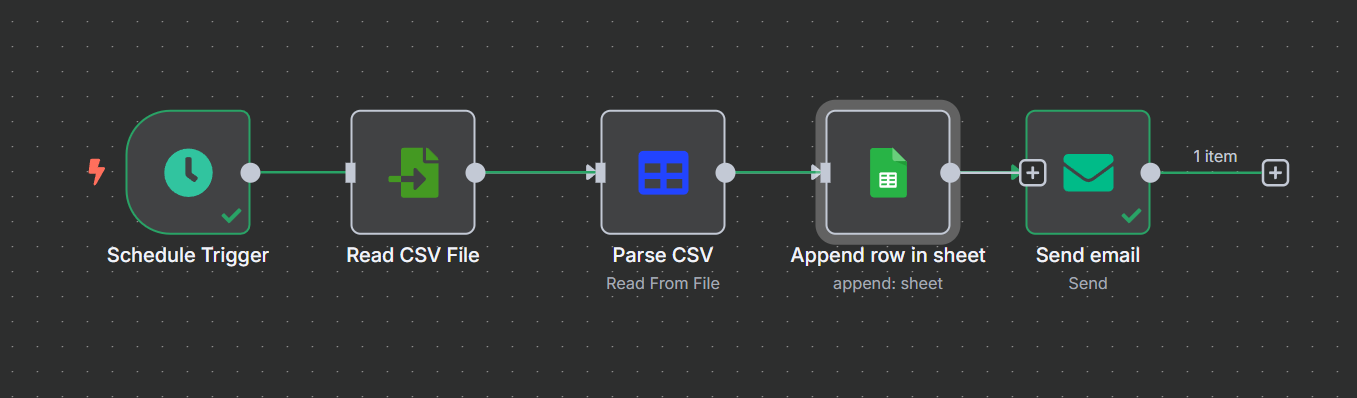 1 item
Schedule Trigger
Read CSV File
Parse CSV
Read From File
Append row in sheet
append: sheet
Send email
Send